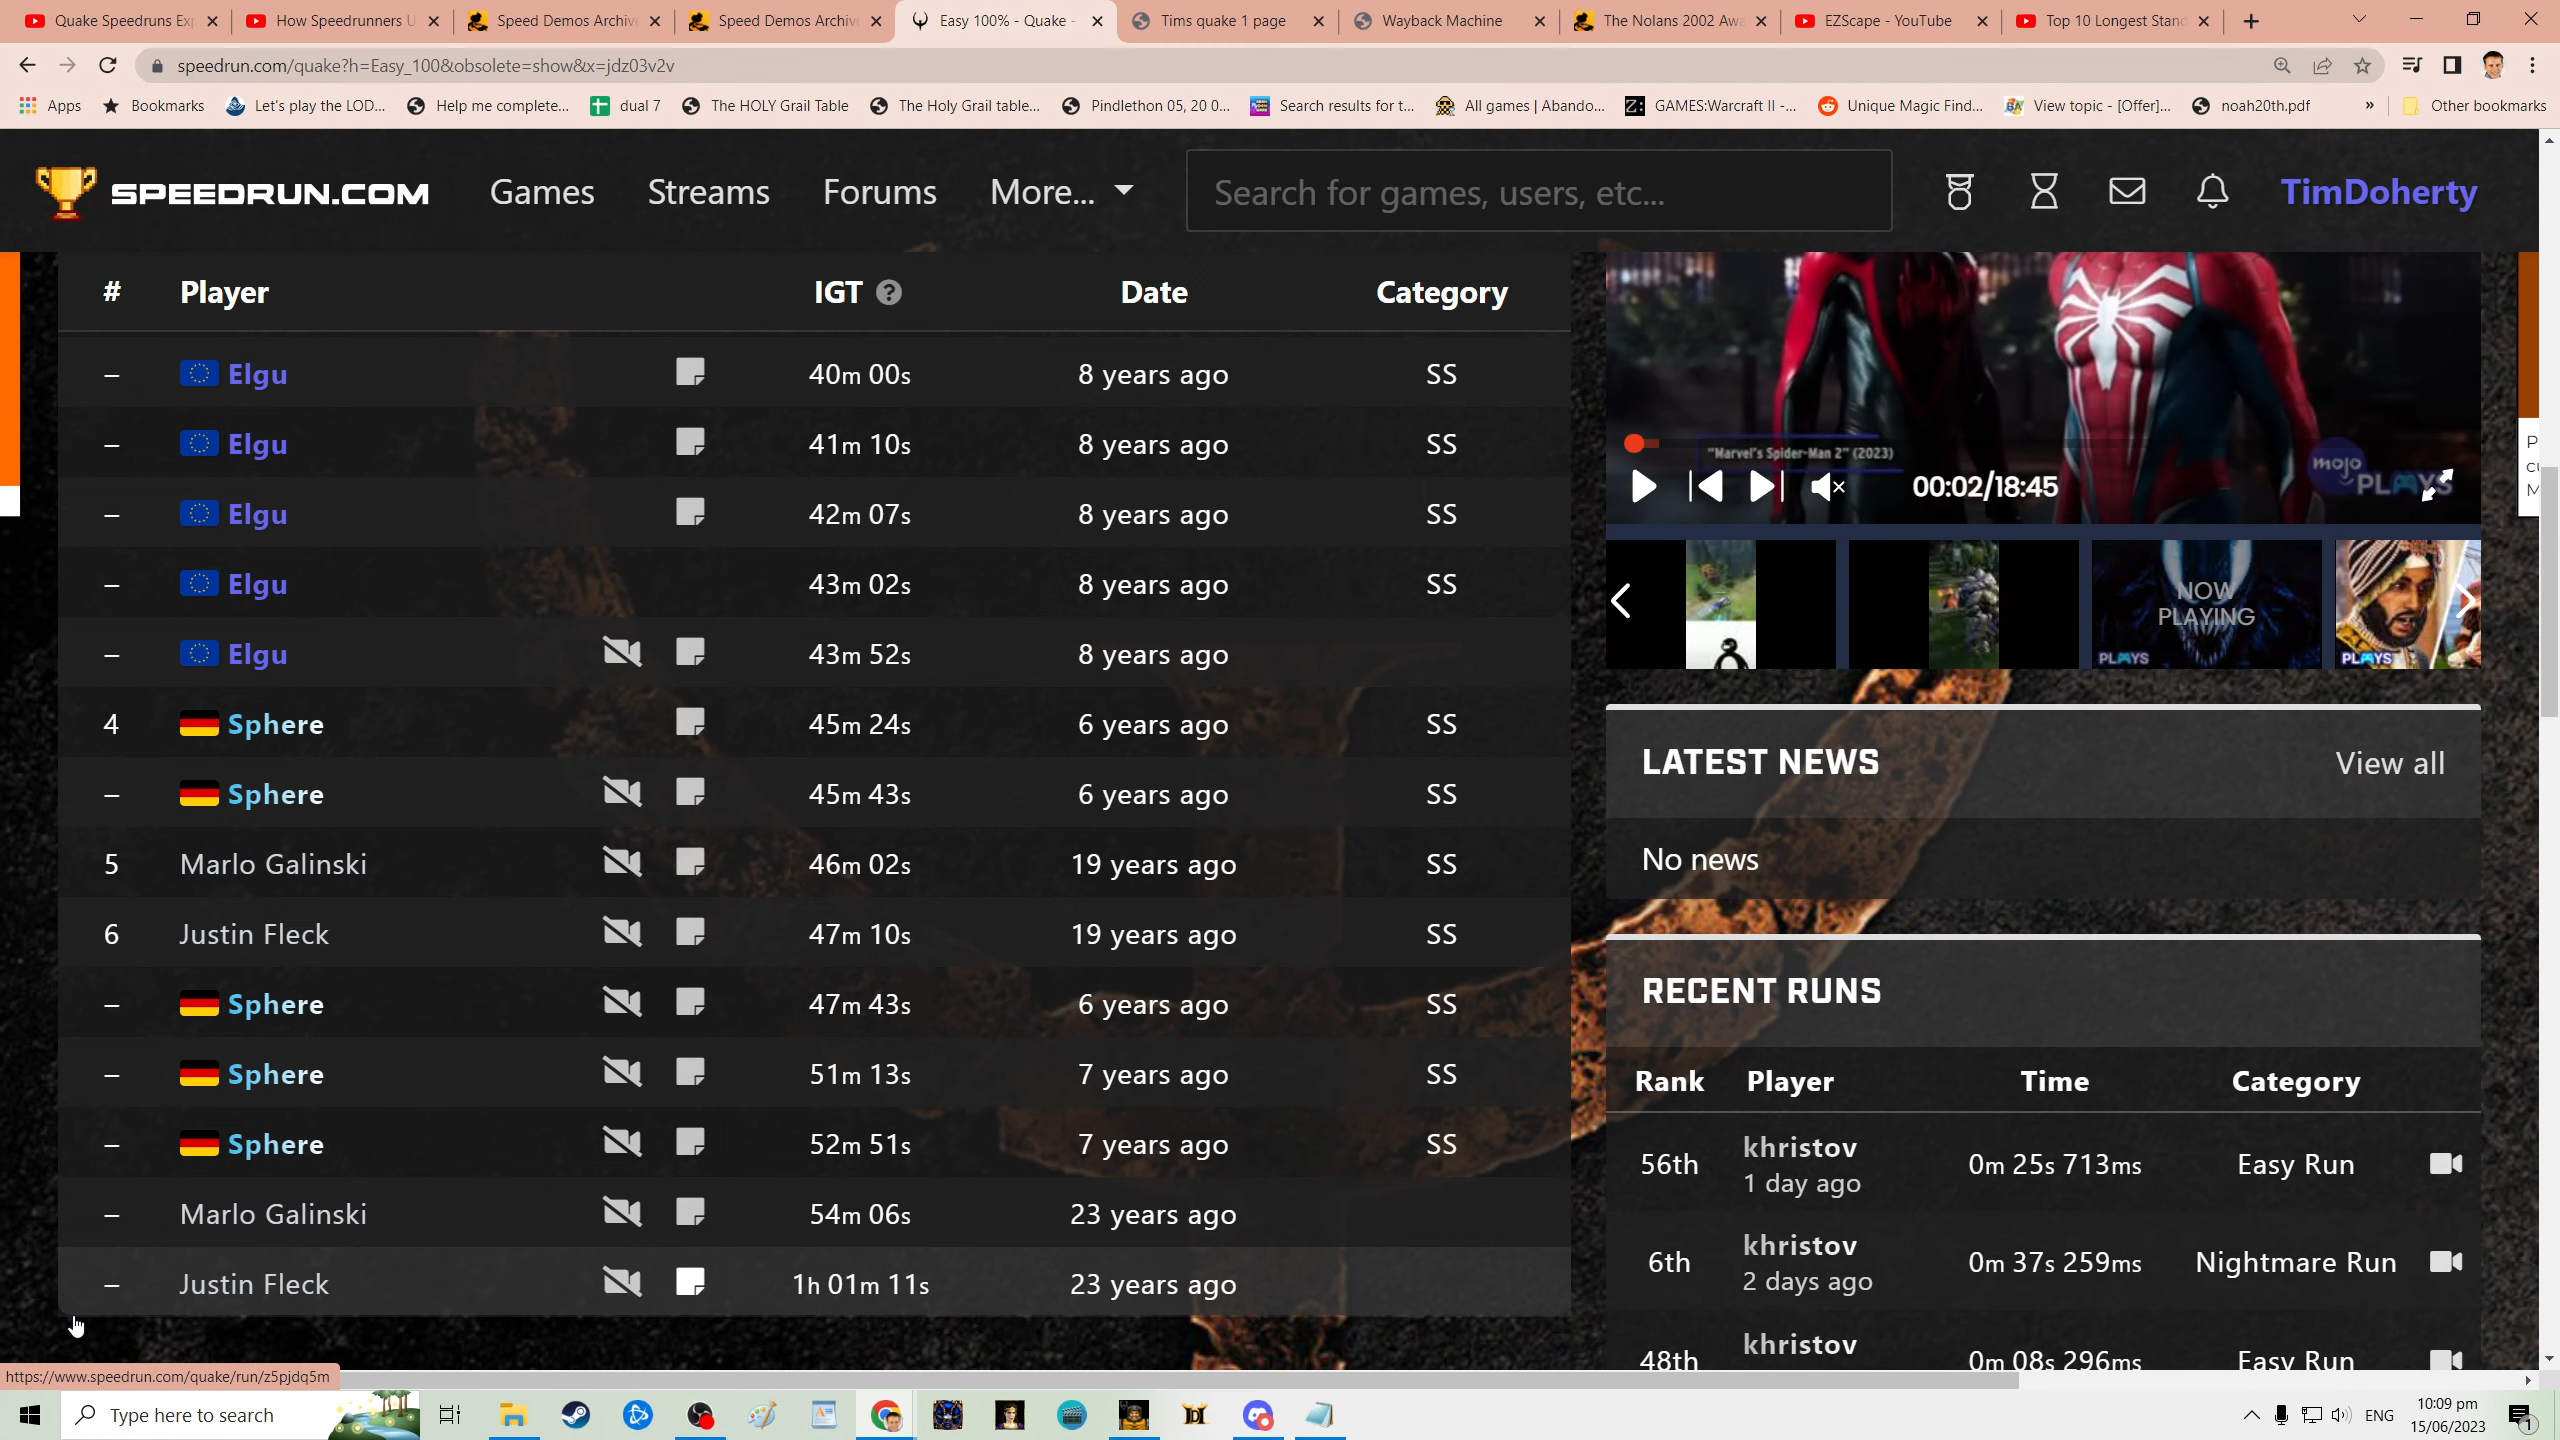 Quake Speedruns Exp
How Speedrunners U
Speed Demos Archive
Speed Demos Archive
Easy 100% - Quake -
Tims quake 1 page
Wayback Machine
The Nolans 2002 Awa
EZScape - YouTube
Top 10 Longest Stand
speedrun.com/quake?h=Easy_100&obsolete=show&x=jdz03v2v
Apps
Bookmarks
Let's play the LOD...
Help me complete...
dual 7
The HOLY Grail Table
The Holy Grail table...
Pindlethon 05, 20 0...
Search results for t...
All games | Abando...
GAMES:Warcraft II -...
Unique Magic Find...
View topic - [Offer]...
noah20th.pdf
»
Other bookmarks
SPEEDRUN.COM
Games
Streams
Forums
More...
Search for games, users, etc...
TimDoherty
# Player IGT ? Date Category
– Elgu 40m 00s 8 years ago SS
– Elgu 41m 10s 8 years ago SS
– Elgu 42m 07s 8 years ago SS
– Elgu 43m 02s 8 years ago SS
– Elgu 43m 52s 8 years ago
4 Sphere 45m 24s 6 years ago SS
– Sphere 45m 43s 6 years ago SS
5 Marlo Galinski 46m 02s 19 years ago SS
6 Justin Fleck 47m 10s 19 years ago SS
– Sphere 47m 43s 6 years ago SS
– Sphere 51m 13s 7 years ago SS
– Sphere 52m 51s 7 years ago SS
– Marlo Galinski 54m 06s 23 years ago
– Justin Fleck 1h 01m 11s 23 years ago
"Marvel's Spider-Man 2" (2023)
mojo
PLAYS
00:02/18:45
NOW
PLAYING
PLAYS
PLAYS
LATEST NEWS
View all
No news
RECENT RUNS
Rank Player Time Category
56th khristov 0m 25s 713ms Easy Run
1 day ago
6th khristov 0m 37s 259ms Nightmare Run
2 days ago
48th khristov 0m 08s 296ms Easy Run
https://www.speedrun.com/quake/run/z5pjdq5m
Type here to search
ENG
10:09 pm
15/06/2023
1